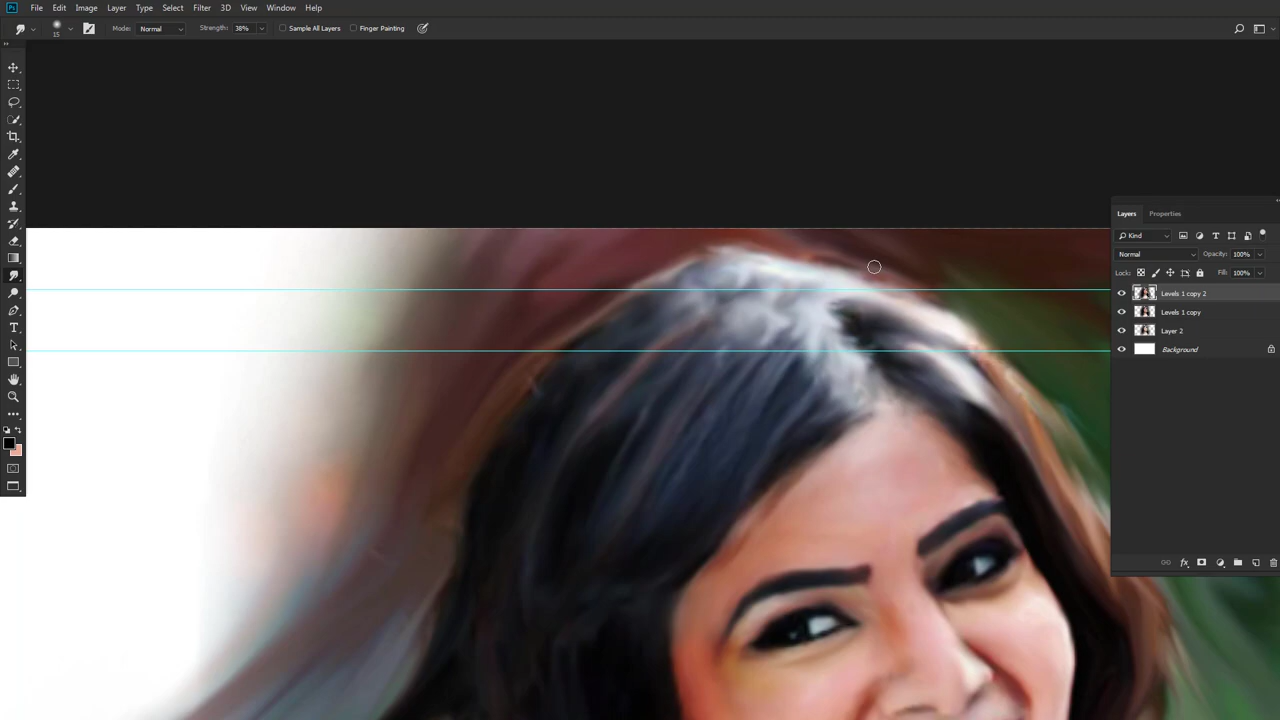 Ps File Edit Image Layer Type Select Filter 3D View Window Help
15 Mode: Normal Strength: 38% Sample All Layers Finger Painting
Layers Properties
Kind
Normal Opacity: 100%
Lock: Fill: 100%
Levels 1 copy 2
Levels 1 copy
Layer 2
Background